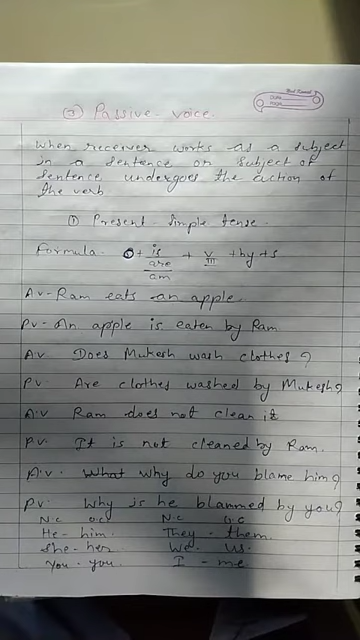 ② Passive - voice.
When receiver works as a subject
in a sentence or subject of
sentence undergoes the action of
the verb
① Present - Simple tense.
Formula - O + is/are/am + V III + by + s
A.V - Ram eats an apple.
P.V - An apple is eaten by Ram
A.V Does Mukesh wash clothes?
P.V. Are clothes washed by Mukesh?
A.V Ram does not clean it
P.V. It is not cleaned by Ram.
A.V. What why do you blame him?
P.V. Why is he blammed by you?
N.C O.C N.C O.C
He - him. They - them.
She - her We - us.
You - you. I - me